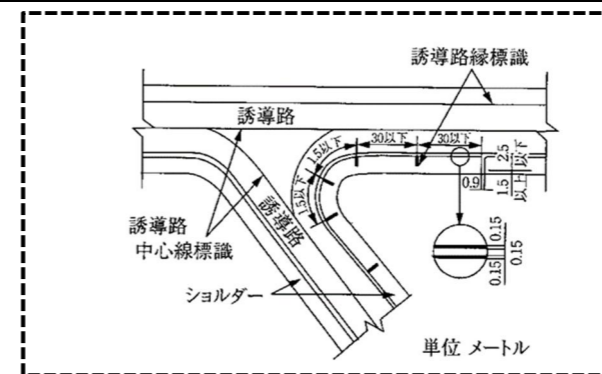 誘導路縁標識
誘導路
1.5以下
30以下
30以下
1.5以下
2.5
以下
0.9
1.5
以上
誘導路
誘導路
中心線標識
ショルダー
0.15
0.15
0.15
単位 メートル